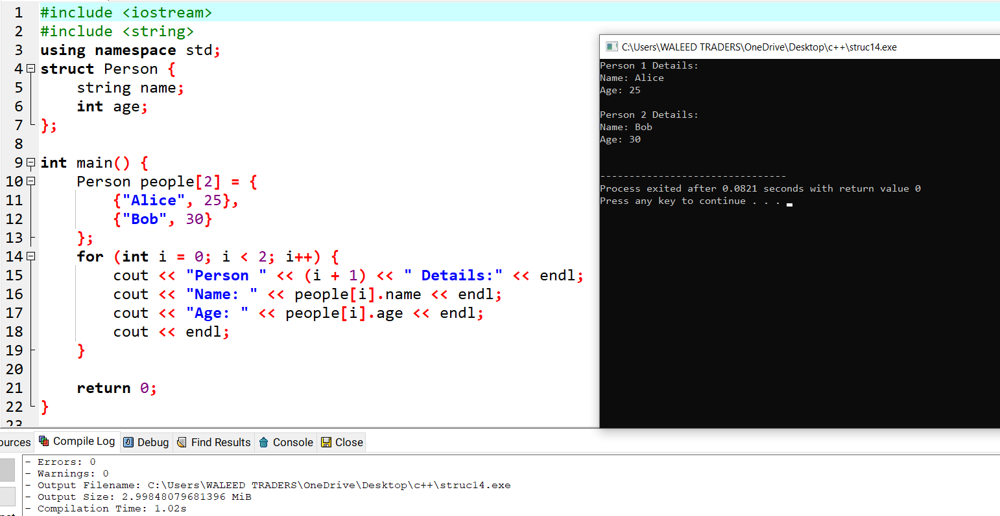 1 #include <iostream>
2 #include <string>
3 using namespace std;
4 struct Person {
5     string name;
6     int age;
7 };
8
9 int main() {
10     Person people[2] = {
11         {"Alice", 25},
12         {"Bob", 30}
13     };
14     for (int i = 0; i < 2; i++) {
15         cout << "Person " << (i + 1) << " Details:" << endl;
16         cout << "Name: " << people[i].name << endl;
17         cout << "Age: " << people[i].age << endl;
18         cout << endl;
19     }
20
21     return 0;
22 }
23
C:\Users\WALEED TRADERS\OneDrive\Desktop\c++\struc14.exe
Person 1 Details:
Name: Alice
Age: 25
Person 2 Details:
Name: Bob
Age: 30
--------------------------------
Process exited after 0.0821 seconds with return value 0
Press any key to continue . . .
ources Compile Log Debug Find Results Console Close
- Errors: 0
- Warnings: 0
- Output Filename: C:\Users\WALEED TRADERS\OneDrive\Desktop\c++\struc14.exe
- Output Size: 2.99848079681396 MiB
- Compilation Time: 1.02s